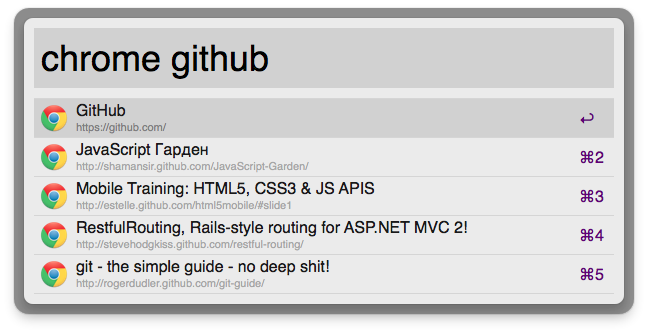 chrome github
GitHub
https://github.com/
↩
JavaScript Гарден
http://shamansir.github.com/JavaScript-Garden/
⌘2
Mobile Training: HTML5, CSS3 & JS APIS
http://estelle.github.com/html5mobile/#slide1
⌘3
RestfulRouting, Rails-style routing for ASP.NET MVC 2!
http://stevehodgkiss.github.com/restful-routing/
⌘4
git - the simple guide - no deep shit!
http://rogerdudler.github.com/git-guide/
⌘5